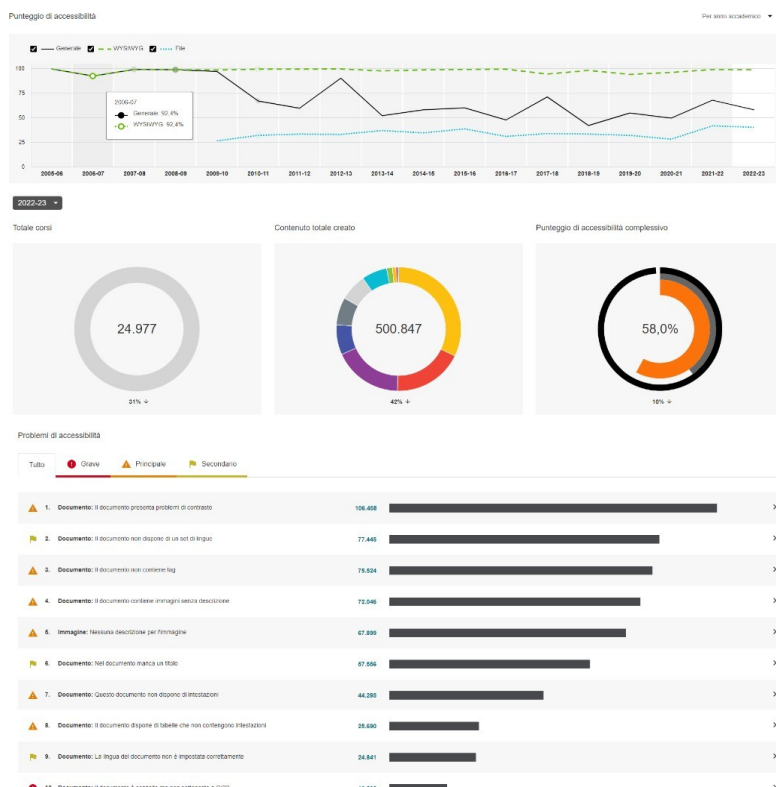 Punteggio di accessibilità
Per anno accademico
Generale WYSIWYG File
100
75
50
25
0
2006-07
Generale 92,4%
WYSIWYG 92,4%
2005-06 2006-07 2007-08 2008-09 2009-10 2010-11 2011-12 2012-13 2013-14 2014-15 2015-16 2016-17 2017-18 2018-19 2019-20 2020-21 2021-22 2022-23
2022-23
Totale corsi Contenuto totale creato Punteggio di accessibilità complessivo
24.977 500.847 58,0%
31% 42% 10%
Problemi di accessibilità
Tutto Grave Principale Secondario
1. Documento: Il documento presenta problemi di contrasto 106.458
2. Documento: Il documento non dispone di un set di lingue 77.445
3. Documento: Il documento non contiene tag 75.524
4. Documento: Il documento contiene immagini senza descrizione 72.046
5. Immagine: Nessuna descrizione per l'immagine 67.899
6. Documento: Nel documento manca un titolo 57.556
7. Documento: Questo documento non dispone di intestazioni
8. Documento: Il documento dispone di tabelle che non contengono intestazioni
9. Documento: La lingua del documento non è impostata correttamente 24.841